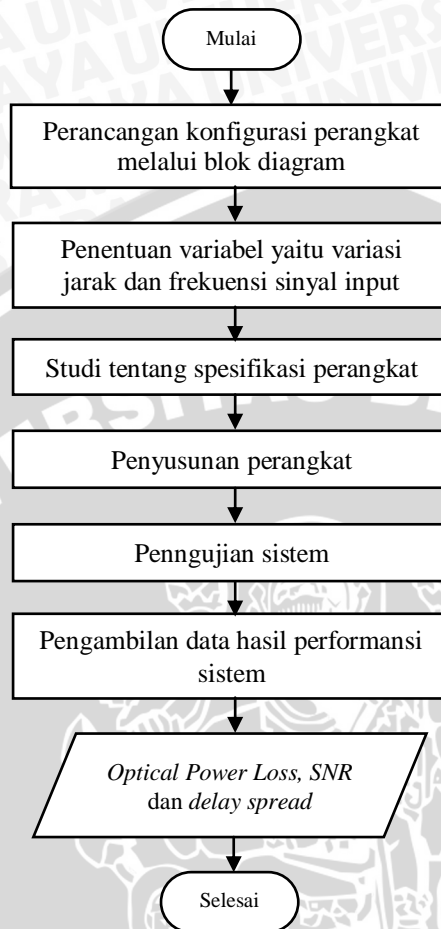 Mulai
Perancangan konfigurasi perangkat
melalui blok diagram
Penentuan variabel yaitu variasi
jarak dan frekuensi sinyal input
Studi tentang spesifikasi perangkat
Penyusunan perangkat
Penngujian sistem
Pengambilan data hasil performansi
sistem
Optical Power Loss, SNR
dan delay spread
Selesai